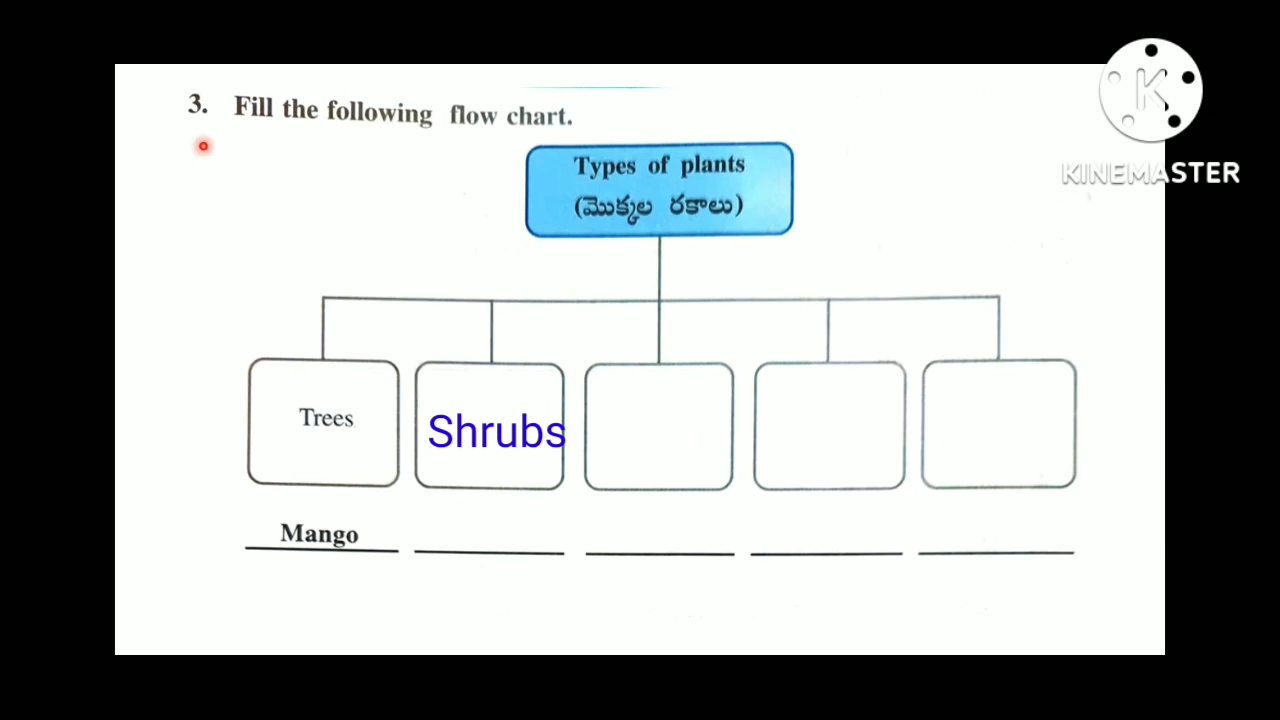 3. Fill the following flow chart.
Types of plants
(మొక్కల రకాలు)
Trees
Shrubs
Mango
K
KINEMASTER